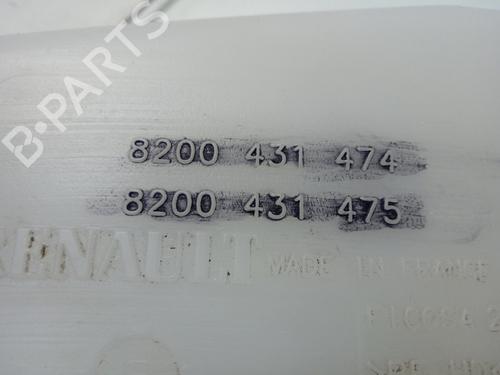 B-PARTS
8200 431 474
8200 431 475
RENAULT MADE IN FRANCE